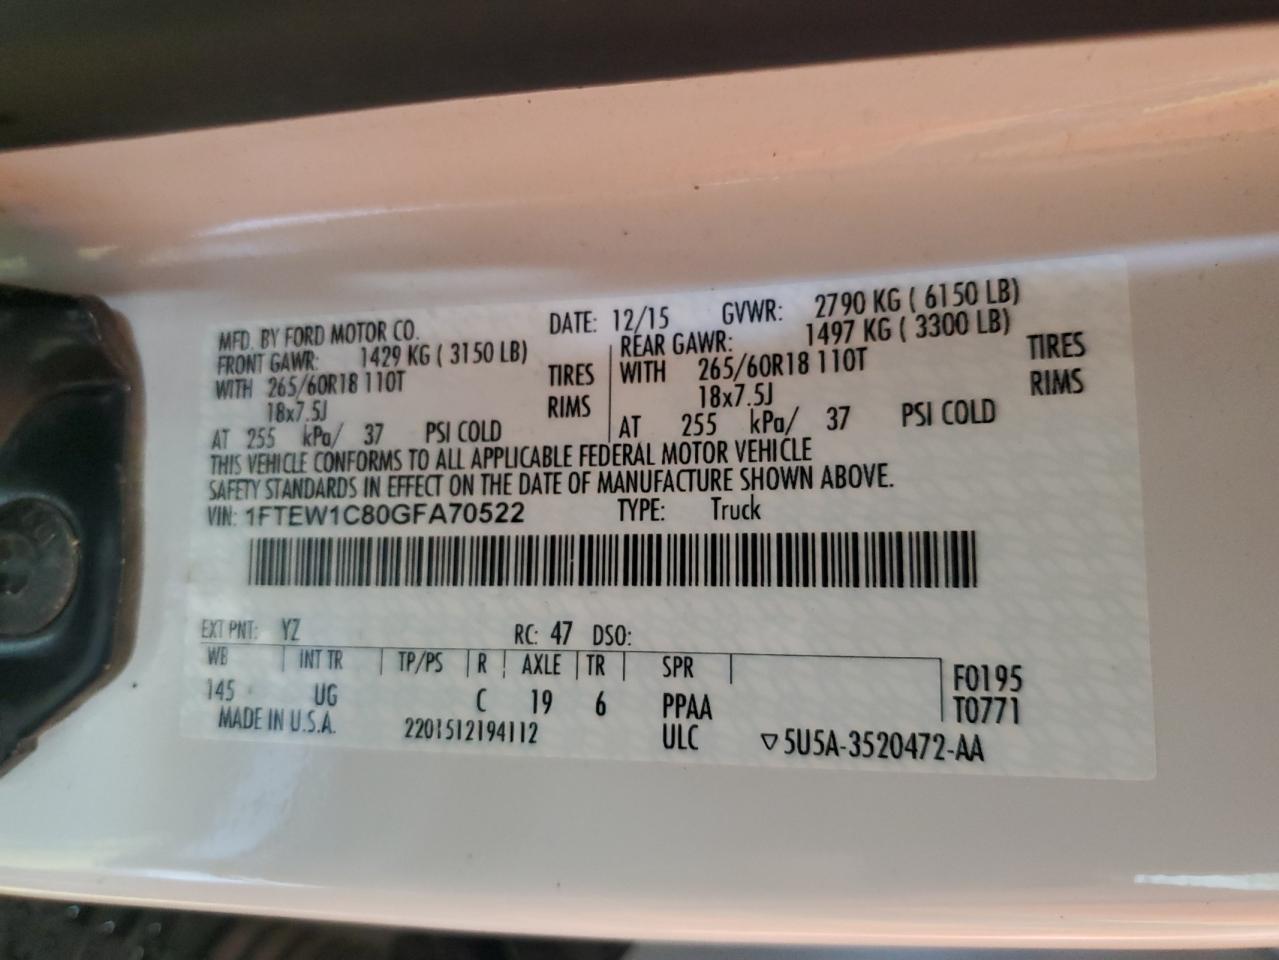 MFD. BY FORD MOTOR CO. DATE: 12/15 GVWR: 2790 KG ( 6150 LB)
FRONT GAWR: 1429 KG ( 3150 LB) REAR GAWR: 1497 KG ( 3300 LB)
WITH 265/60R18 110T TIRES WITH 265/60R18 110T TIRES
18x7.5J RIMS 18x7.5J RIMS
AT 255 kPa/ 37 PSI COLD AT 255 kPa/ 37 PSI COLD
THIS VEHICLE CONFORMS TO ALL APPLICABLE FEDERAL MOTOR VEHICLE
SAFETY STANDARDS IN EFFECT ON THE DATE OF MANUFACTURE SHOWN ABOVE.
VIN: 1FTEW1C80GFA70522 TYPE: Truck
EXT PNT: YZ RC: 47 DSO:
WB INT TR TP/PS R AXLE TR SPR F0195
145 UG C 19 6 PPAA T0771
MADE IN U.S.A. 2201512194112 ULC ▽5U5A-3520472-AA